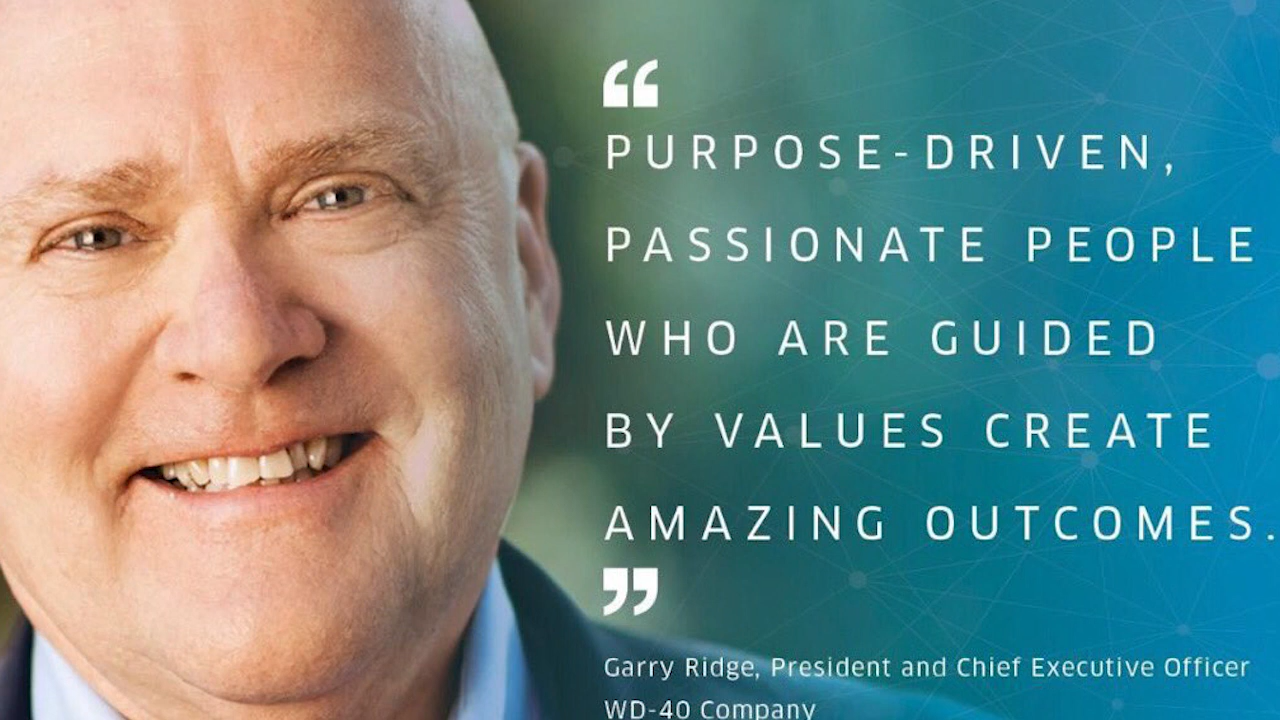 “
PURPOSE-DRIVEN,
PASSIONATE PEOPLE
WHO ARE GUIDED
BY VALUES CREATE
AMAZING OUTCOMES.
”
Garry Ridge, President and Chief Executive Officer
WD-40 Company